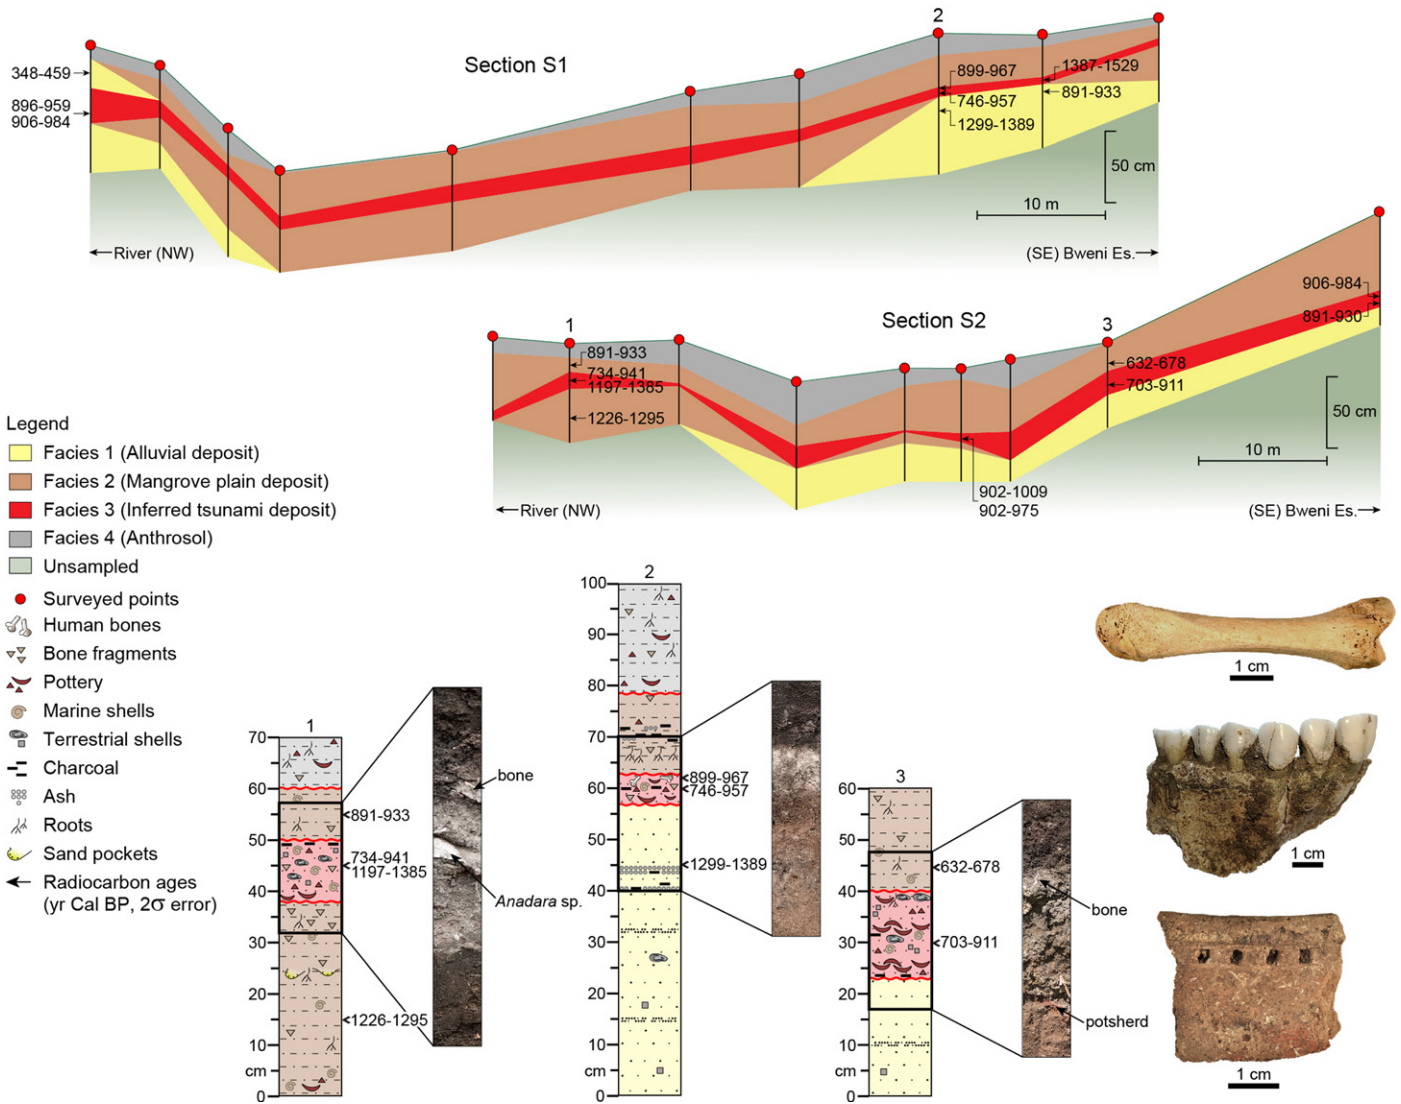 Section S1
2
348-459
896-959
906-984
899-967
746-957
1299-1389
1387-1529
891-933
50 cm
10 m
River (NW)
(SE) Bweni Es.
Section S2
1
3
891-933
734-941
1197-1385
1226-1295
632-678
703-911
906-984
891-930
902-1009
902-975
50 cm
10 m
River (NW)
(SE) Bweni Es.
Legend
Facies 1 (Alluvial deposit)
Facies 2 (Mangrove plain deposit)
Facies 3 (Inferred tsunami deposit)
Facies 4 (Anthrosol)
Unsampled
Surveyed points
Human bones
Bone fragments
Pottery
Marine shells
Terrestrial shells
Charcoal
Ash
Roots
Sand pockets
Radiocarbon ages
(yr Cal BP, 2σ error)
1
70
60
50
40
30
20
10
cm
0
891-933
734-941
1197-1385
1226-1295
bone
Anadara sp.
2
100
90
80
70
60
50
40
30
20
10
cm
0
899-967
746-957
1299-1389
3
60
50
40
30
20
10
cm
0
632-678
703-911
bone
potsherd
1 cm
1 cm
1 cm